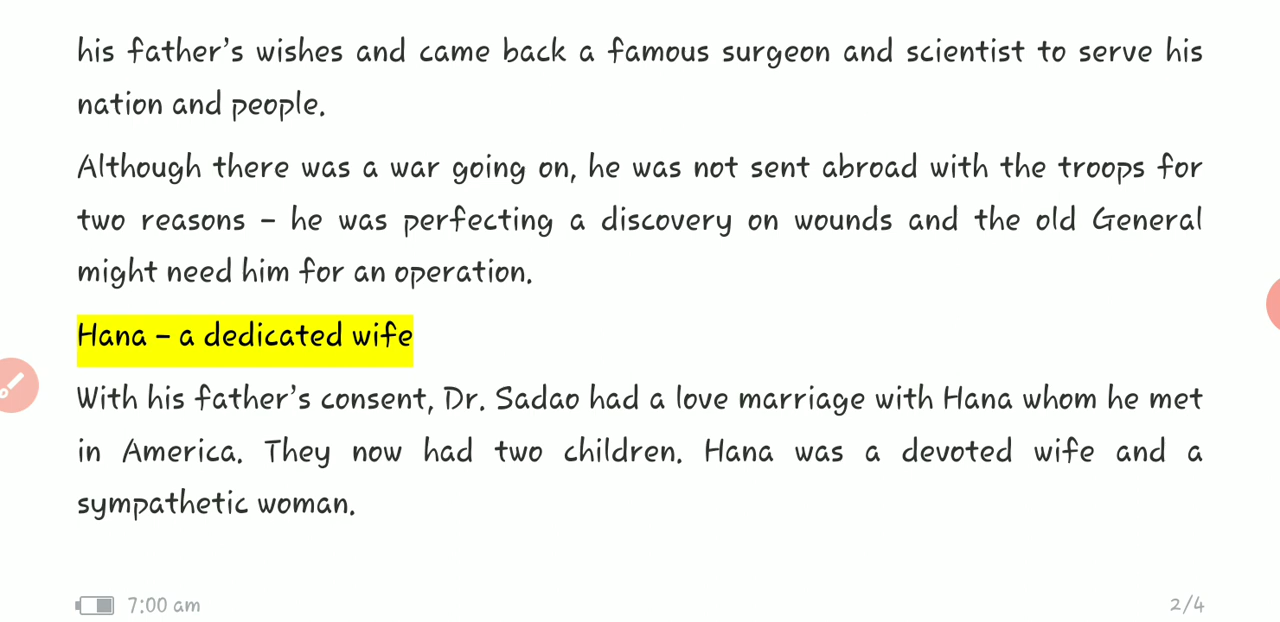 his father's wishes and came back a famous surgeon and scientist to serve his
nation and people.
Although there was a war going on, he was not sent abroad with the troops for
two reasons – he was perfecting a discovery on wounds and the old General
might need him for an operation.
Hana – a dedicated wife
With his father's consent, Dr. Sadao had a love marriage with Hana whom he met
in America. They now had two children. Hana was a devoted wife and a
sympathetic woman.
7:00 am
2/4